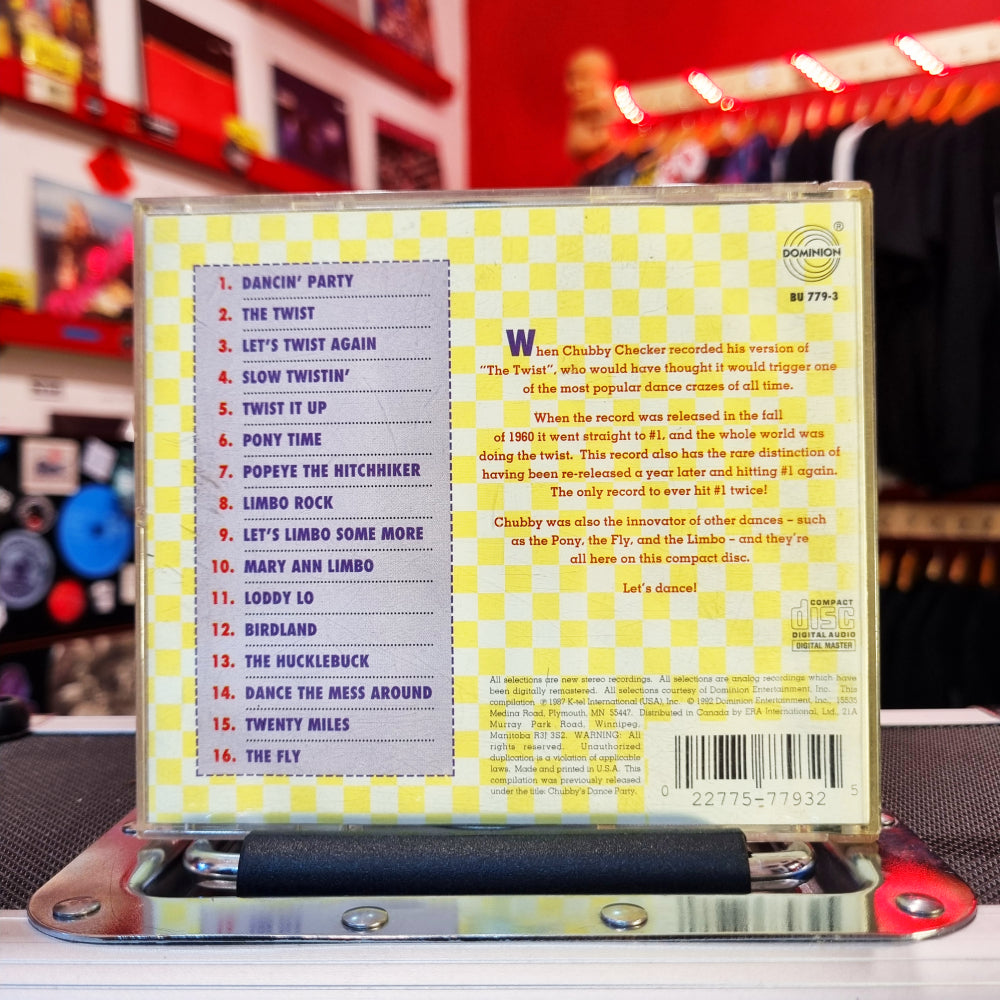 1. DANCIN' PARTY
2. THE TWIST
3. LET'S TWIST AGAIN
4. SLOW TWISTIN'
5. TWIST IT UP
6. PONY TIME
7. POPEYE THE HITCHHIKER
8. LIMBO ROCK
9. LET'S LIMBO SOME MORE
10. MARY ANN LIMBO
11. LODDY LO
12. BIRDLAND
13. THE HUCKLEBUCK
14. DANCE THE MESS AROUND
15. TWENTY MILES
16. THE FLY
DOMINION®
BU 779-3
When Chubby Checker recorded his version of
"The Twist", who would have thought it would trigger one
of the most popular dance crazes of all time.
When the record was released in the fall
of 1960 it went straight to #1, and the whole world was
doing the twist. This record also has the rare distinction of
having been re-released a year later and hitting #1 again.
The only record to ever hit #1 twice!
Chubby was also the innovator of other dances – such
as the Pony, the Fly, and the Limbo – and they're
all here on this compact disc.
Let's dance!
COMPACT
disc
DIGITAL AUDIO
DIGITAL MASTER
All selections are new stereo recordings. All selections are analog recordings which have
been digitally remastered. All selections courtesy of Dominion Entertainment, Inc. This
compilation ℗ 1987 K-tel International (USA), Inc. © 1992 Dominion Entertainment, Inc., 15535
Medina Road, Plymouth, MN 55447. Distributed in Canada by ERA International, Ltd., 21A
Murray Park Road, Winnipeg,
Manitoba R3J 3S2. WARNING: All
rights reserved. Unauthorized
duplication is a violation of applicable
laws. Made and printed in U.S.A. This
compilation was previously released
under the title: Chubby's Dance Party.
0 22775-77932 5